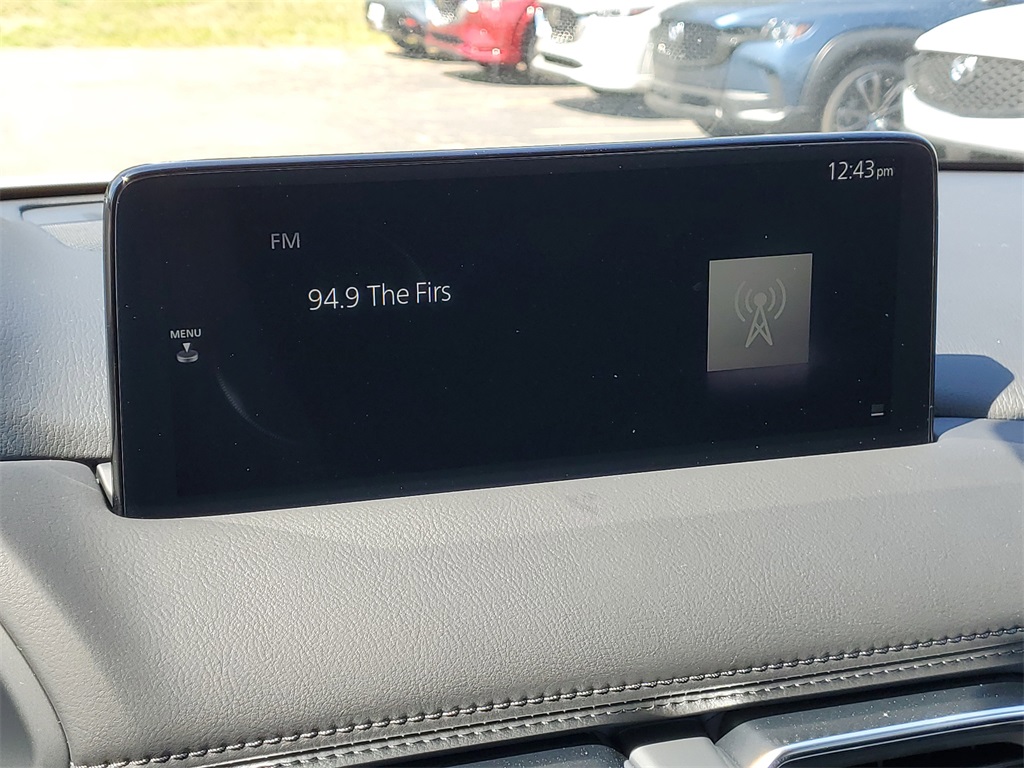 12:43pm
FM
94.9 The Firs
MENU